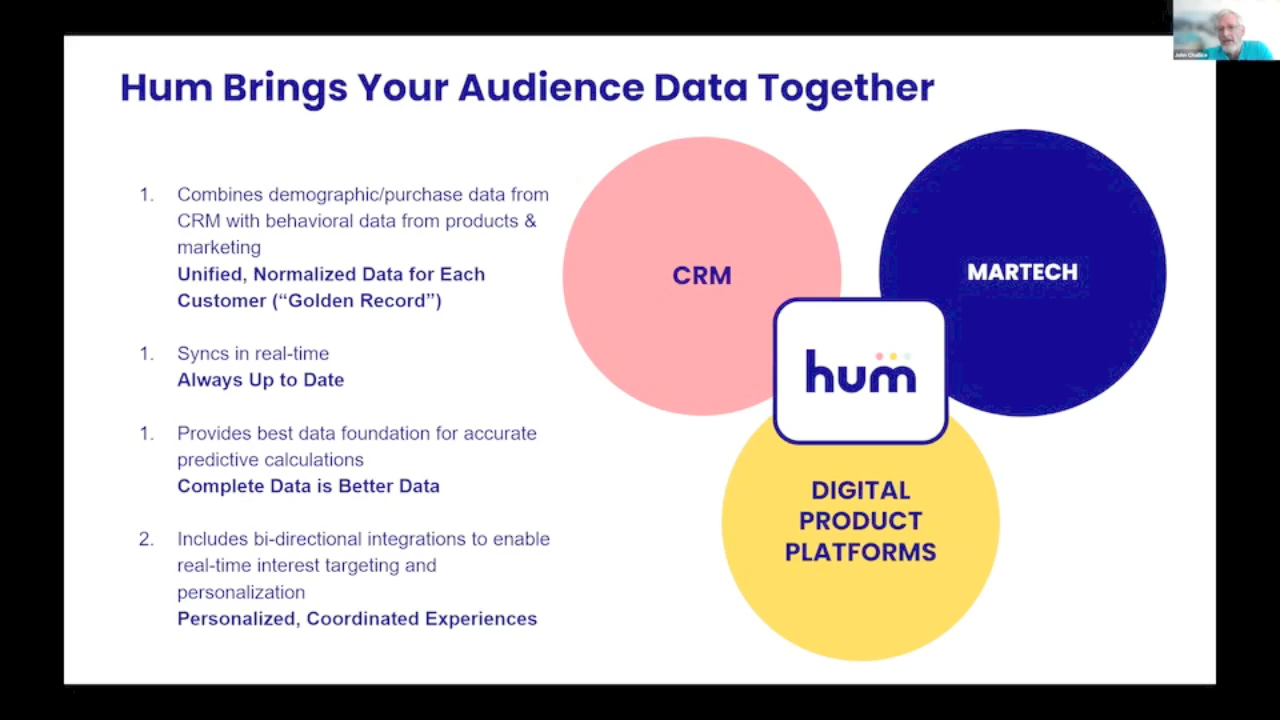 Hum Brings Your Audience Data Together
1. Combines demographic/purchase data from
CRM with behavioral data from products &
marketing
Unified, Normalized Data for Each
Customer (“Golden Record”)
1. Syncs in real-time
Always Up to Date
1. Provides best data foundation for accurate
predictive calculations
Complete Data is Better Data
2. Includes bi-directional integrations to enable
real-time interest targeting and
personalization
Personalized, Coordinated Experiences
CRM
MARTECH
hum
DIGITAL
PRODUCT
PLATFORMS
John Challice